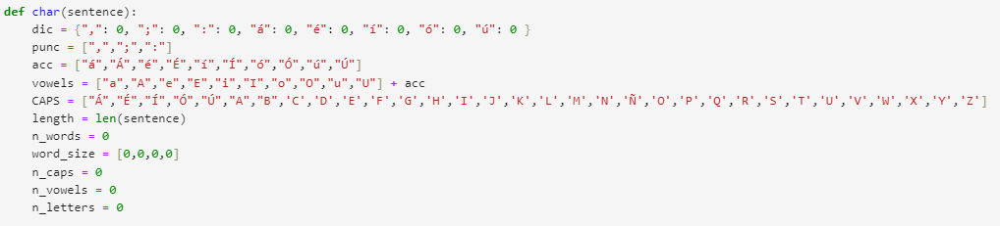 def char(sentence):
    dic = {",": 0, ";": 0, ":": 0, "á": 0, "é": 0, "í": 0, "ó": 0, "ú": 0 }
    punc = [",",";",":"]
    acc = ["á","Á","é","É","í","Í","ó","Ó","ú","Ú"]
    vowels = ["a","A","e","E","i","I","o","O","u","U"] + acc
    CAPS = ["Á","É","Í","Ó","Ú","A","B",'C','D','E','F','G','H','I','J','K','L','M','N','Ñ','O','P','Q','R','S','T','U','V','W','X','Y','Z']
    length = len(sentence)
    n_words = 0
    word_size = [0,0,0,0]
    n_caps = 0
    n_vowels = 0
    n_letters = 0